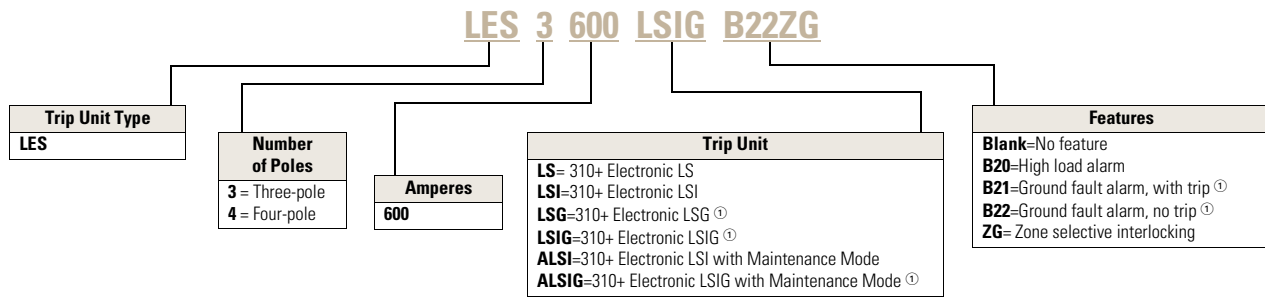 LES 3 600 LSIG B22ZG
Trip Unit Type
LES
Number
of Poles
3 = Three-pole
4 = Four-pole
Amperes
600
Trip Unit
LS= 310+ Electronic LS
LSI=310+ Electronic LSI
LSG=310+ Electronic LSG ①
LSIG=310+ Electronic LSIG ①
ALSI=310+ Electronic LSI with Maintenance Mode
ALSIG=310+ Electronic LSIG with Maintenance Mode ①
Features
Blank=No feature
B20=High load alarm
B21=Ground fault alarm, with trip ①
B22=Ground fault alarm, no trip ①
ZG= Zone selective interlocking